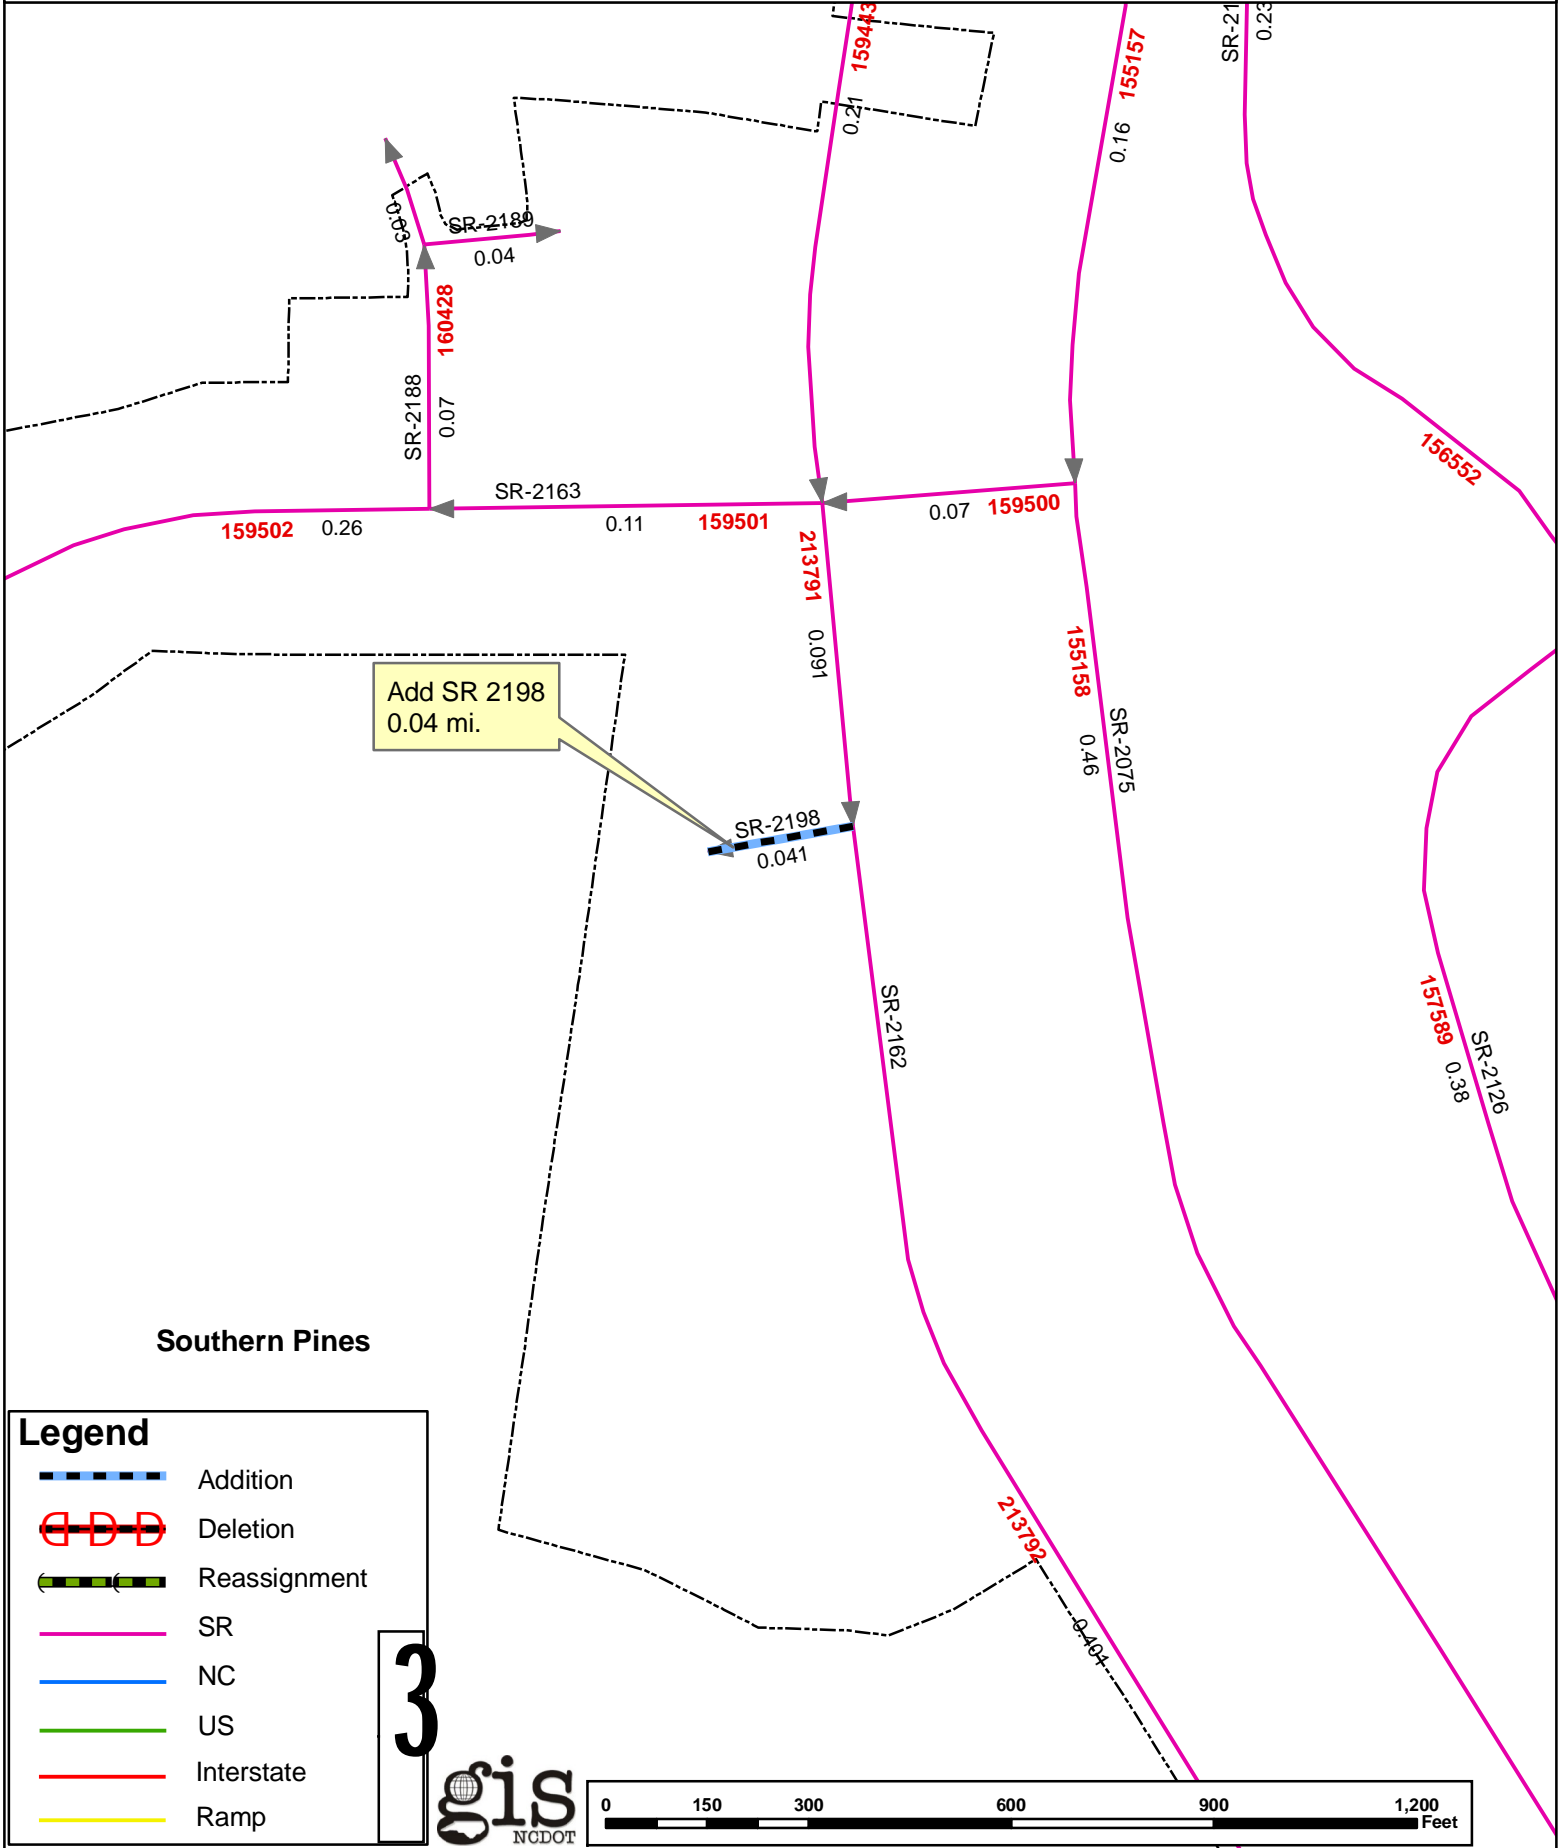 159443
0.21
155157
0.16
SR-21
0.23
0.03
SR-2189
0.04
160428
SR-2188
0.07
156552
SR-2163
159502
0.26
0.11
159501
0.07
159500
213791
0.091
155158
SR-2075
0.46
Add SR 2198
0.04 mi.
SR-2198
0.041
SR-2162
157589
SR-2126
0.38
Southern Pines
213792
0.401
Legend
Addition
Deletion
Reassignment
SR
NC
US
Interstate
Ramp
3
gis
NCDOT
0 150 300 600 900 1,200
Feet